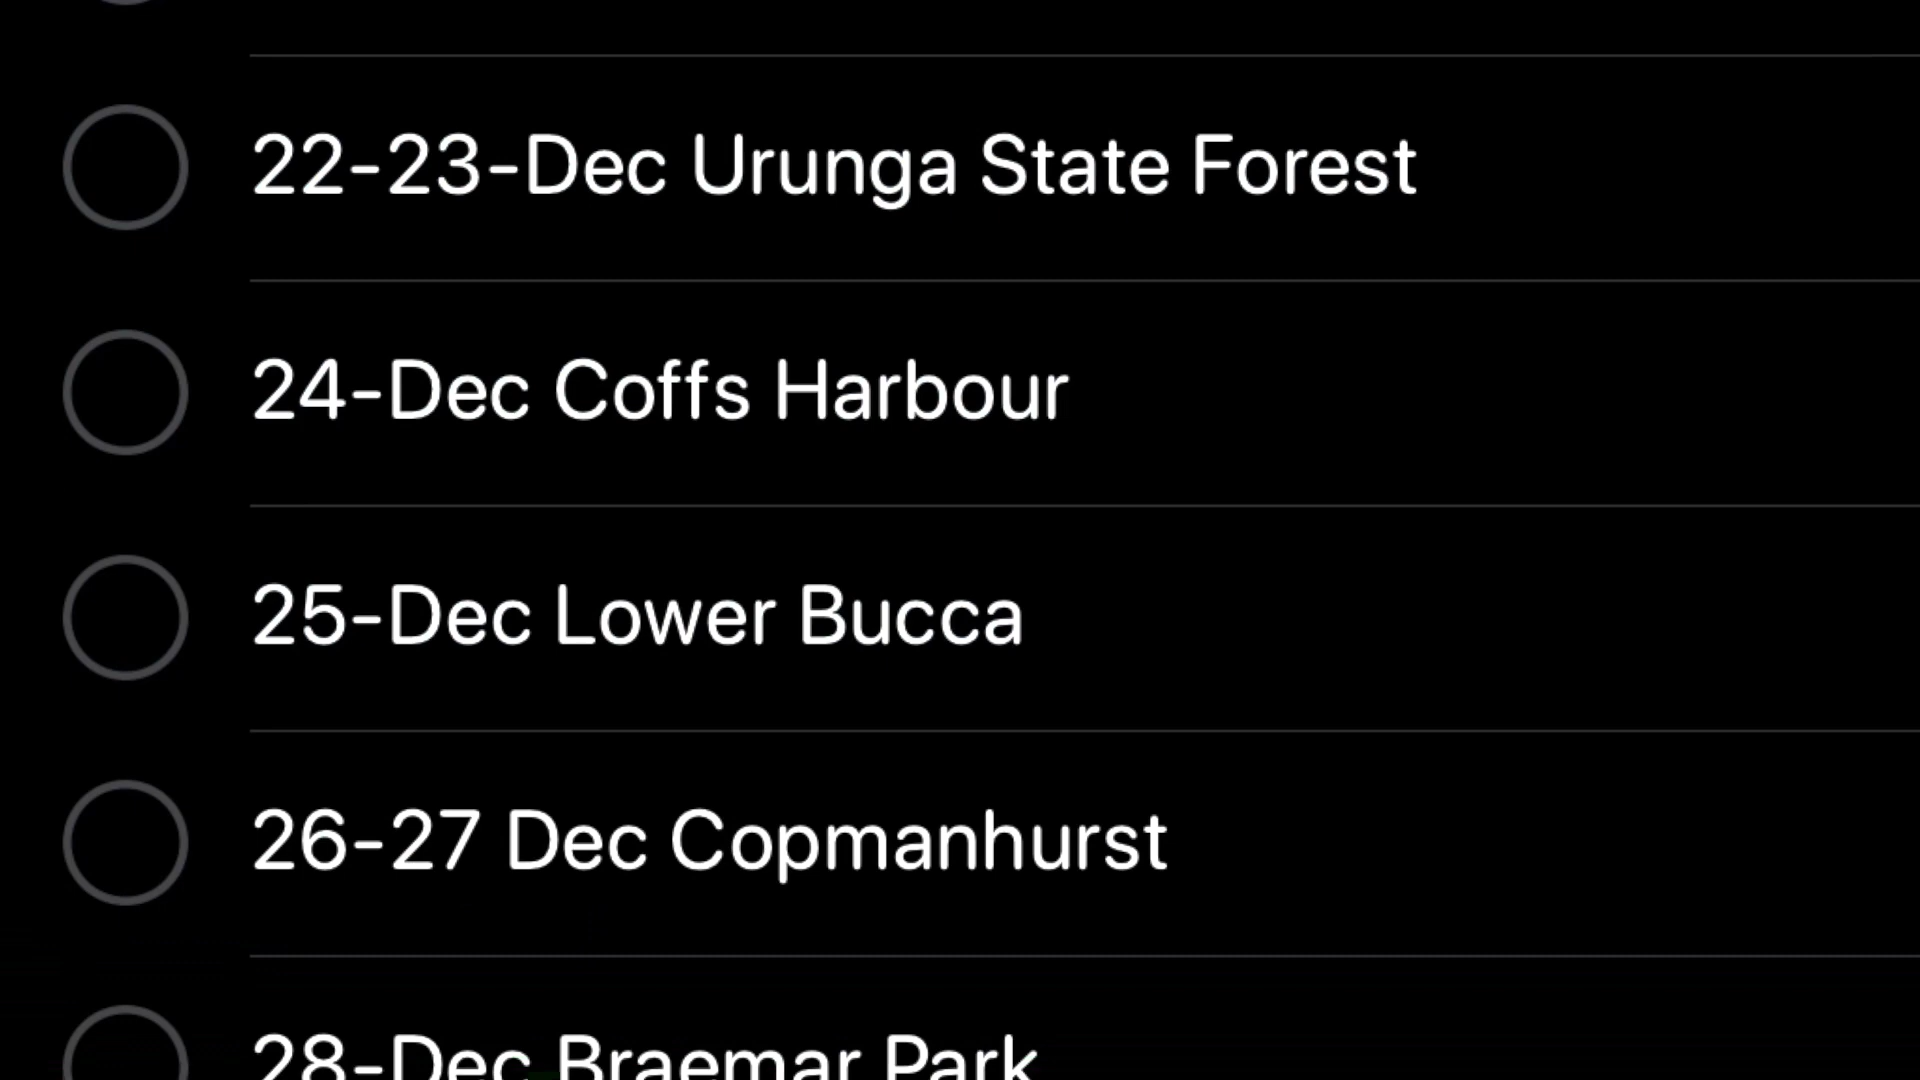 22-23-Dec Urunga State Forest
24-Dec Coffs Harbour
25-Dec Lower Bucca
26-27 Dec Copmanhurst
28-Dec Braemar Park